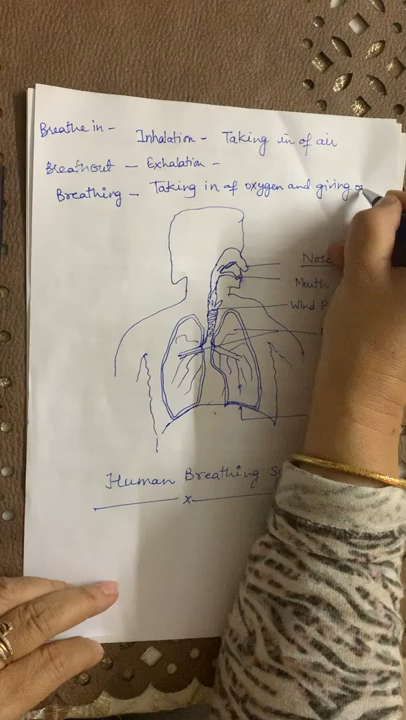 Breathe in - Inhalation - Taking in of air
Breath out - Exhalation -
Breathing - Taking in of oxygen and giving o
Nose
Mouth
Wind P
Human Breathing S
x